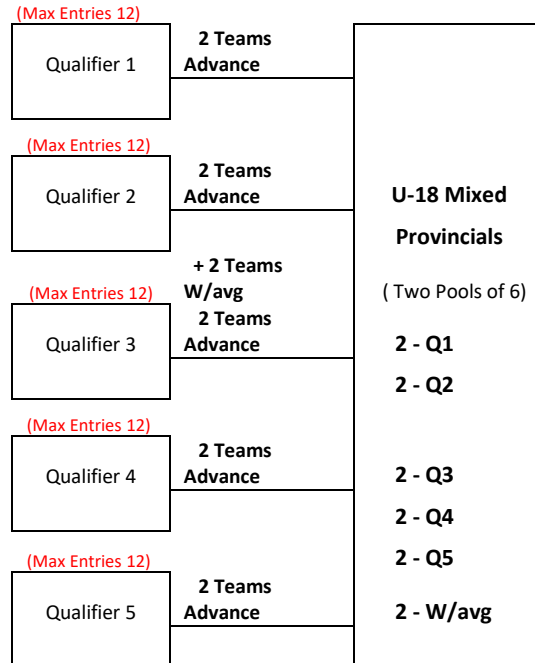 (Max Entries 12)
Qualifier 1
2 Teams
Advance
(Max Entries 12)
Qualifier 2
2 Teams
Advance
+ 2 Teams
W/avg
(Max Entries 12)
Qualifier 3
2 Teams
Advance
(Max Entries 12)
Qualifier 4
2 Teams
Advance
(Max Entries 12)
Qualifier 5
2 Teams
Advance
U-18 Mixed
Provincials
( Two Pools of 6)
2 - Q1
2 - Q2
2 - Q3
2 - Q4
2 - Q5
2 - W/avg